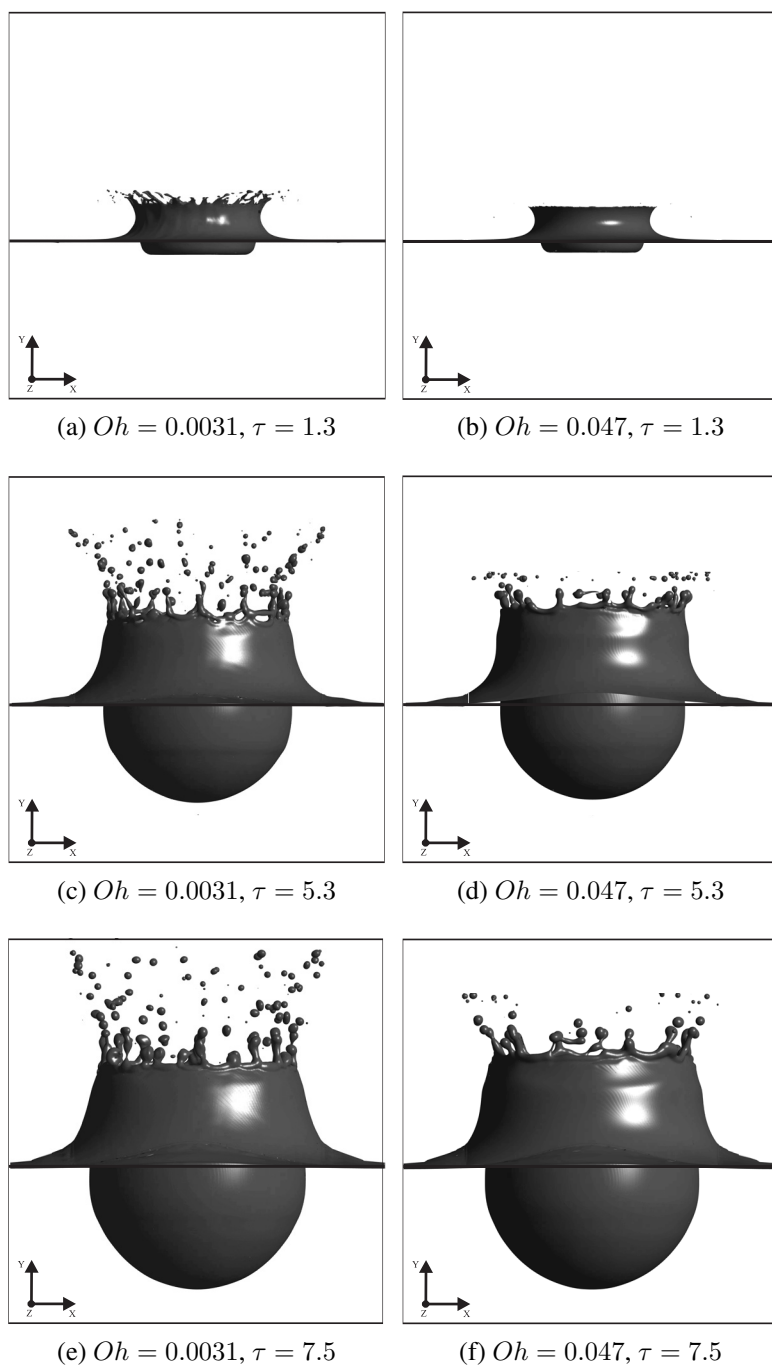 Y
Z
X
Y
Z
X
(a) Oh = 0.0031, τ = 1.3
(b) Oh = 0.047, τ = 1.3
Y
Z
X
Y
Z
X
(c) Oh = 0.0031, τ = 5.3
(d) Oh = 0.047, τ = 5.3
Y
Z
X
Y
Z
X
(e) Oh = 0.0031, τ = 7.5
(f) Oh = 0.047, τ = 7.5